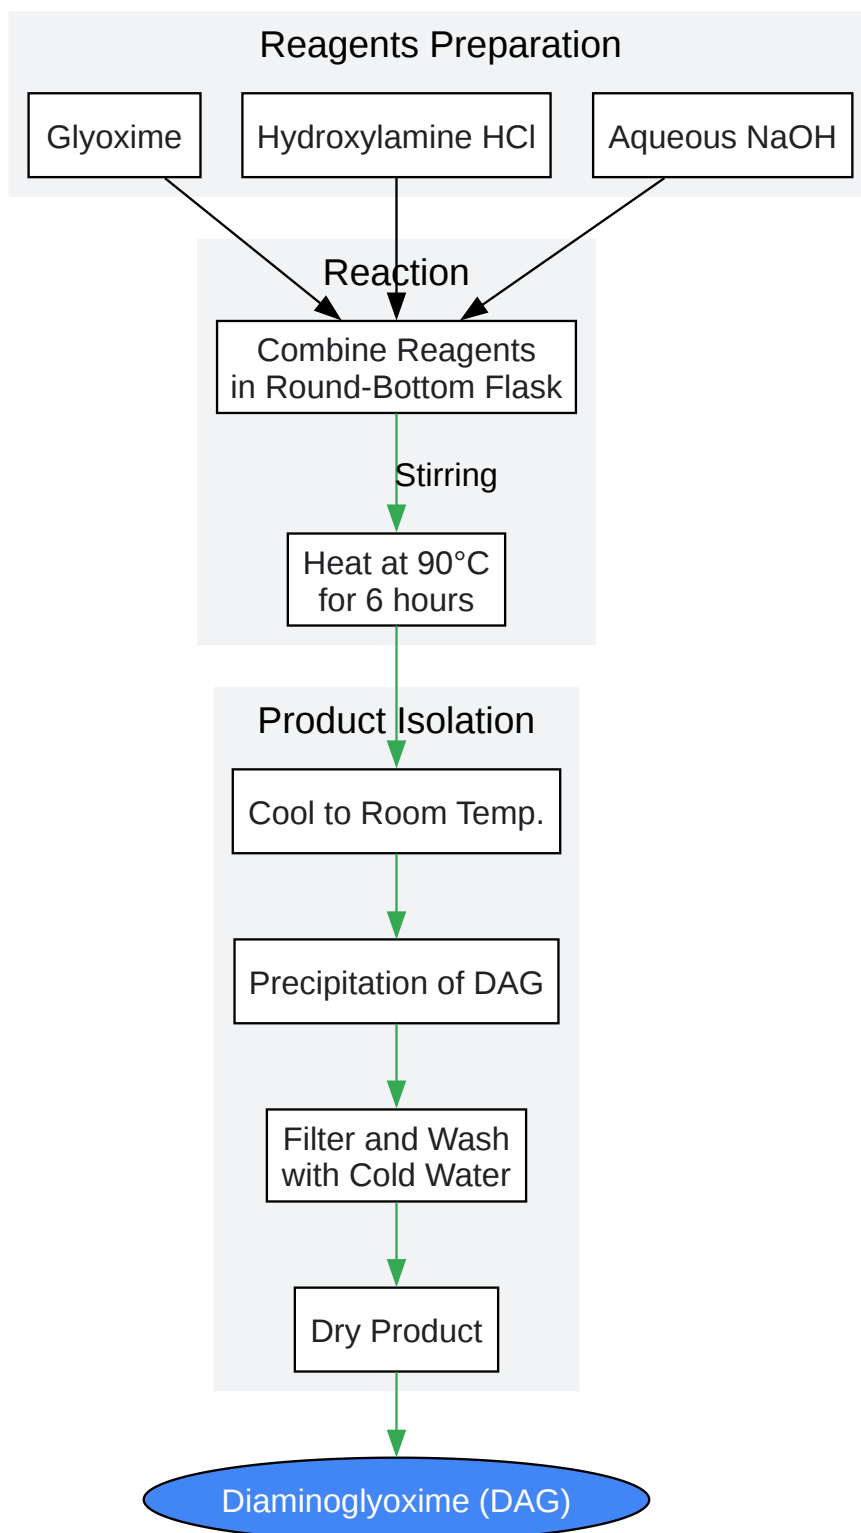 Reagents Preparation
Glyoxime
Hydroxylamine HCl
Aqueous NaOH
Reaction
Combine Reagents
in Round-Bottom Flask
Stirring
Heat at 90°C
for 6 hours
Product Isolation
Cool to Room Temp.
Precipitation of DAG
Filter and Wash
with Cold Water
Dry Product
Diaminoglyoxime (DAG)